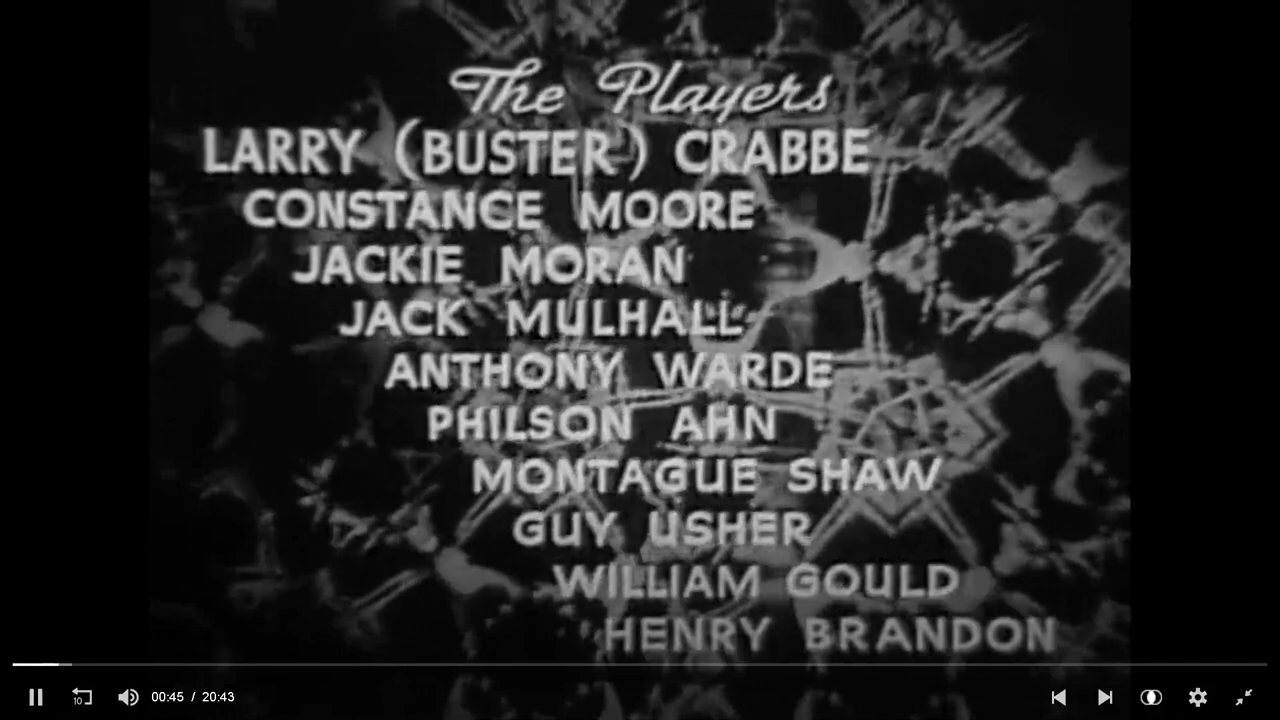 The Players
LARRY (BUSTER) CRABBE
CONSTANCE MOORE
JACKIE MORAN
JACK MULHALL
ANTHONY WARDE
PHILSON AHN
MONTAGUE SHAW
GUY USHER
WILLIAM GOULD
HENRY BRANDON
10 00:45 / 20:43